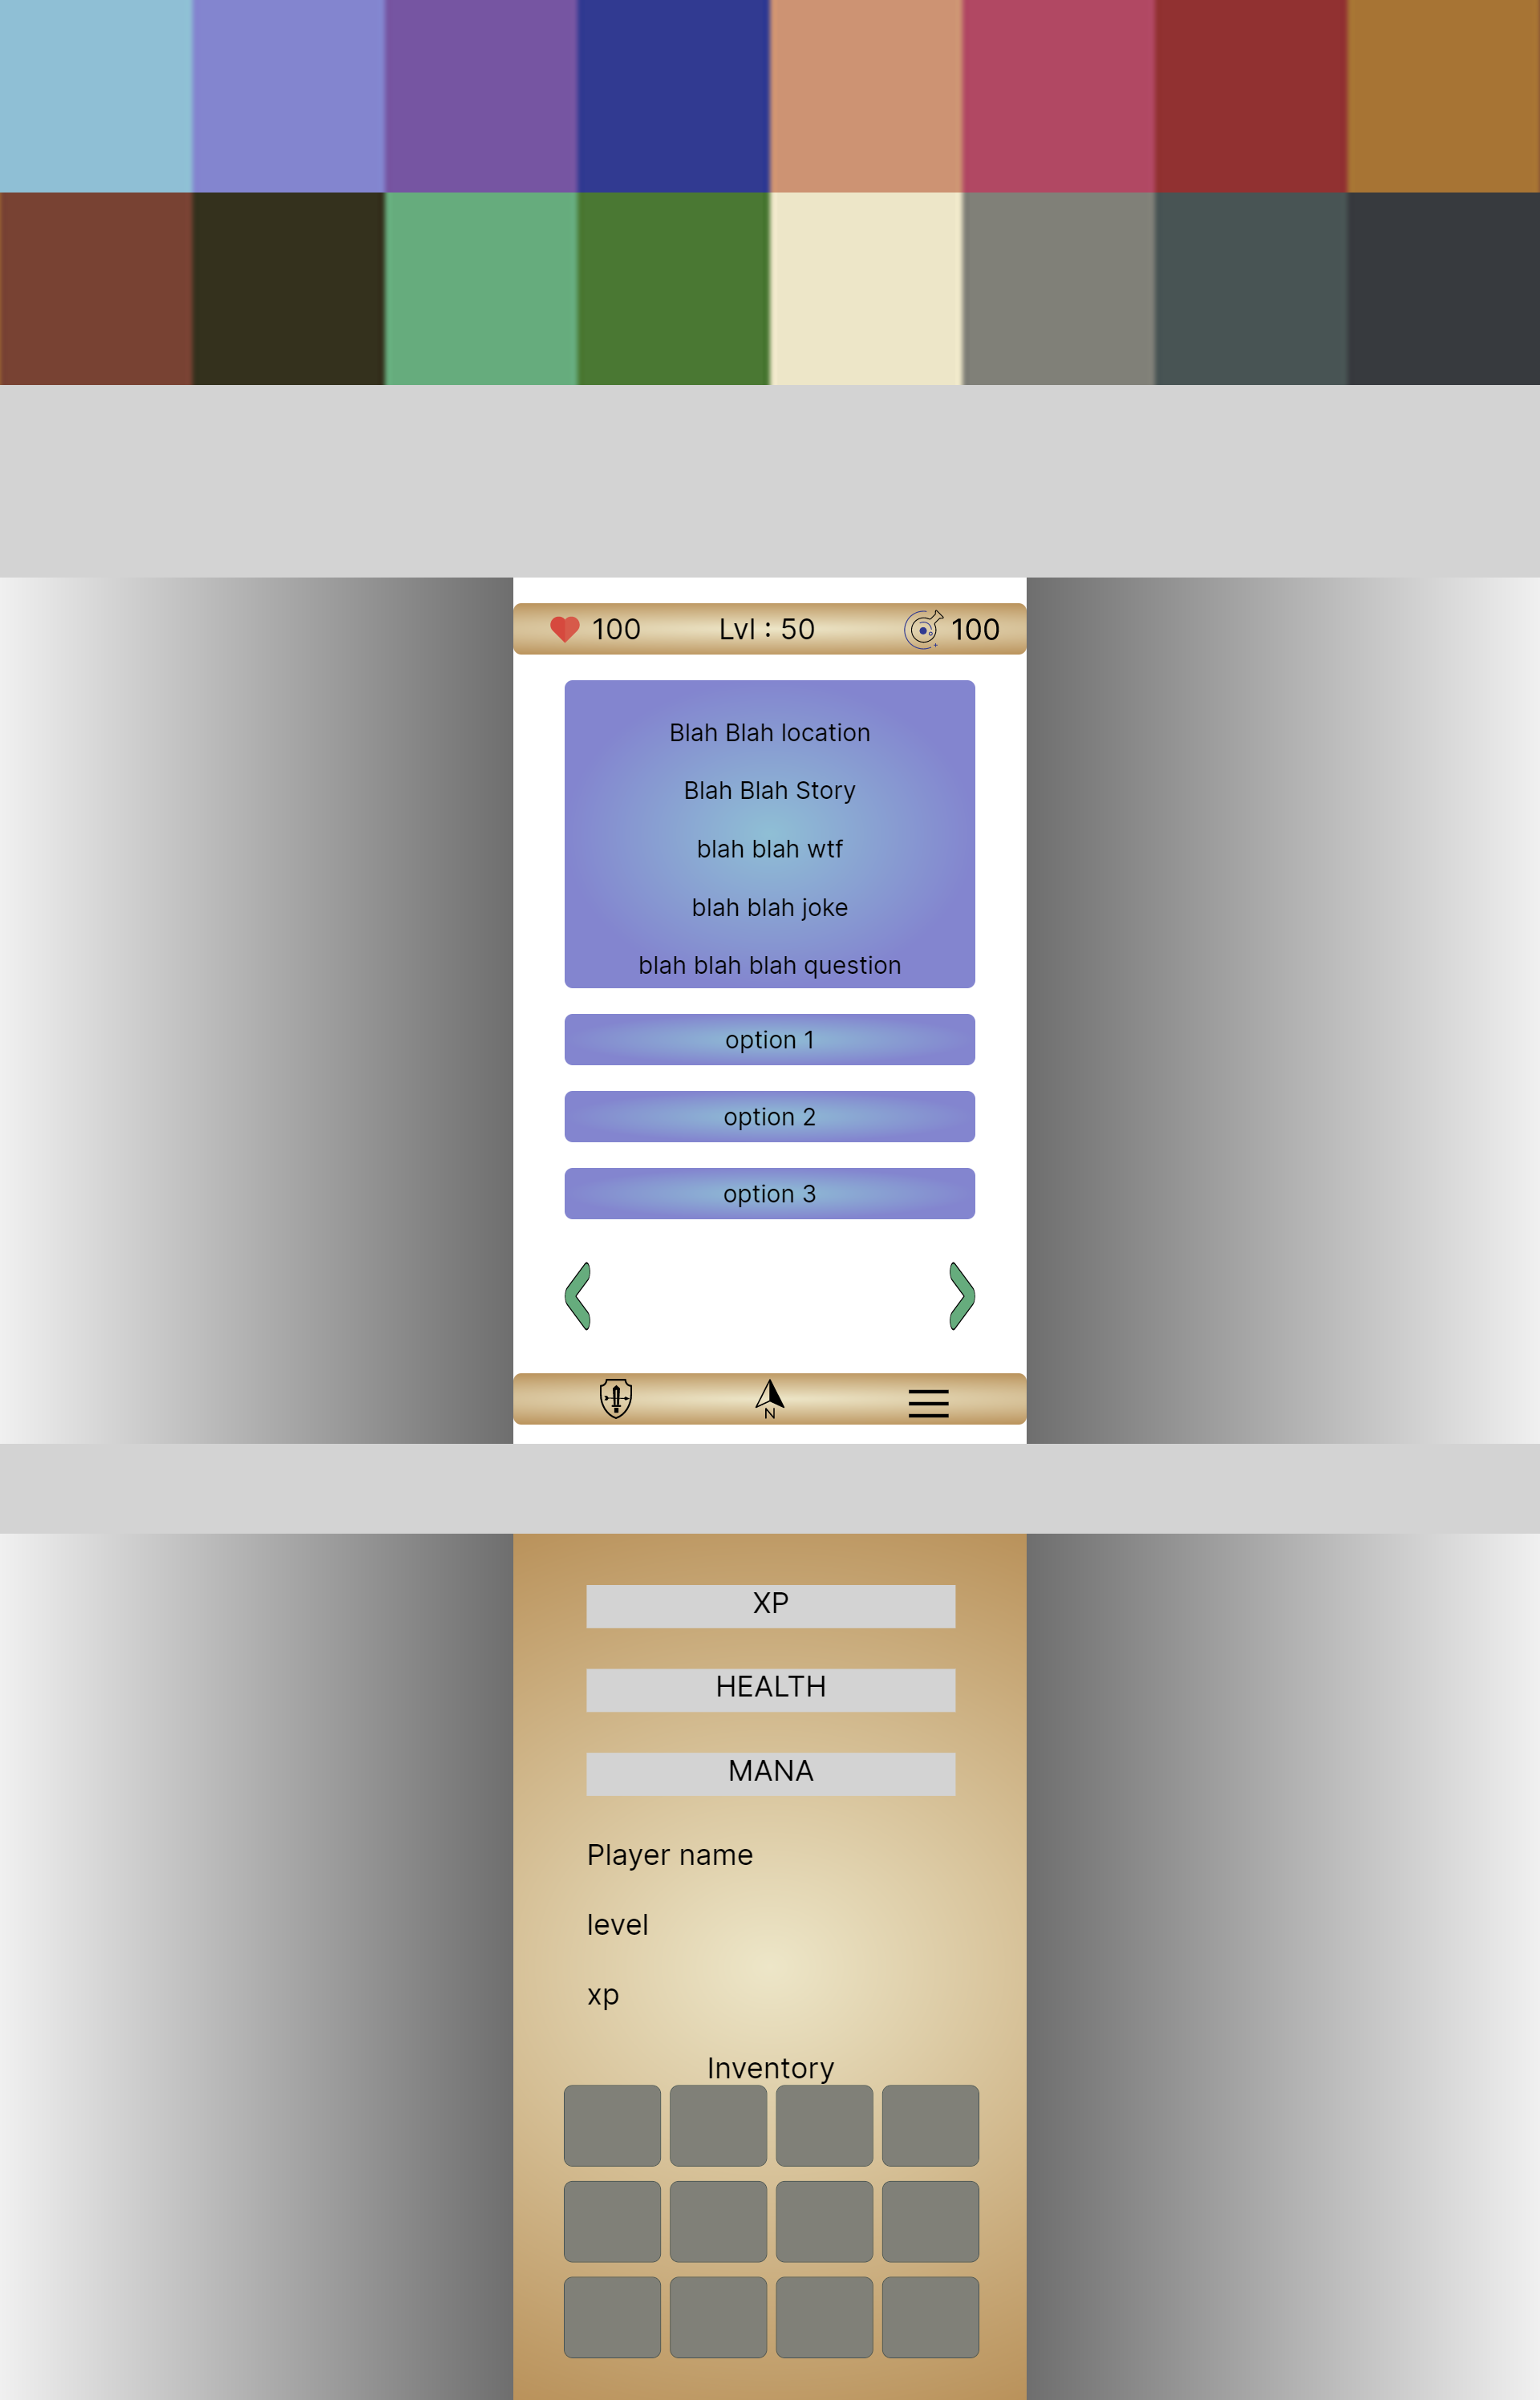 100 Lvl : 50 100
Blah Blah location
Blah Blah Story
blah blah wtf
blah blah joke
blah blah blah question
option 1
option 2
option 3
N
XP
HEALTH
MANA
Player name
level
xp
Inventory